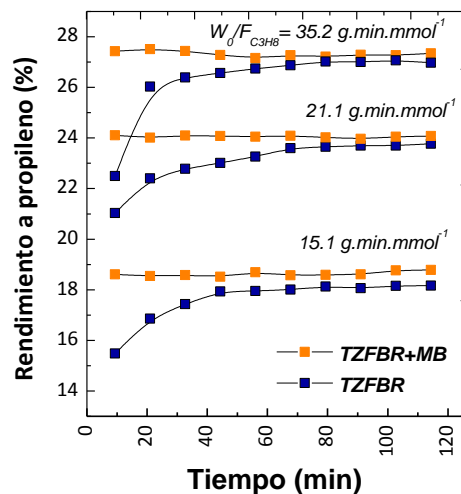 W₀/F_C3H8 = 35.2 g.min.mmol⁻¹
28
26
21.1 g.min.mmol⁻¹
24
22
20
15.1 g.min.mmol⁻¹
18
16
14
Rendimiento a propileno (%)
TZFBR+MB
TZFBR
0 20 40 60 80 100 120 140
Tiempo (min)